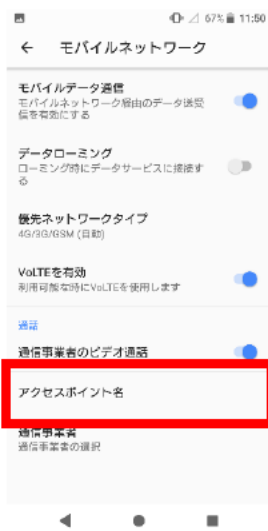 67% 11:50
← モバイルネットワーク
モバイルデータ通信
モバイルネットワーク経由のデータ送受
信を有効にする
データローミング
ローミング時にデータサービスに接続す
る
優先ネットワークタイプ
4G/3G/GSM (自動)
VoLTEを有効
利用可能な時にVoLTEを使用します
通話
通信事業者のビデオ通話
アクセスポイント名
通信事業者
通信事業者の選択